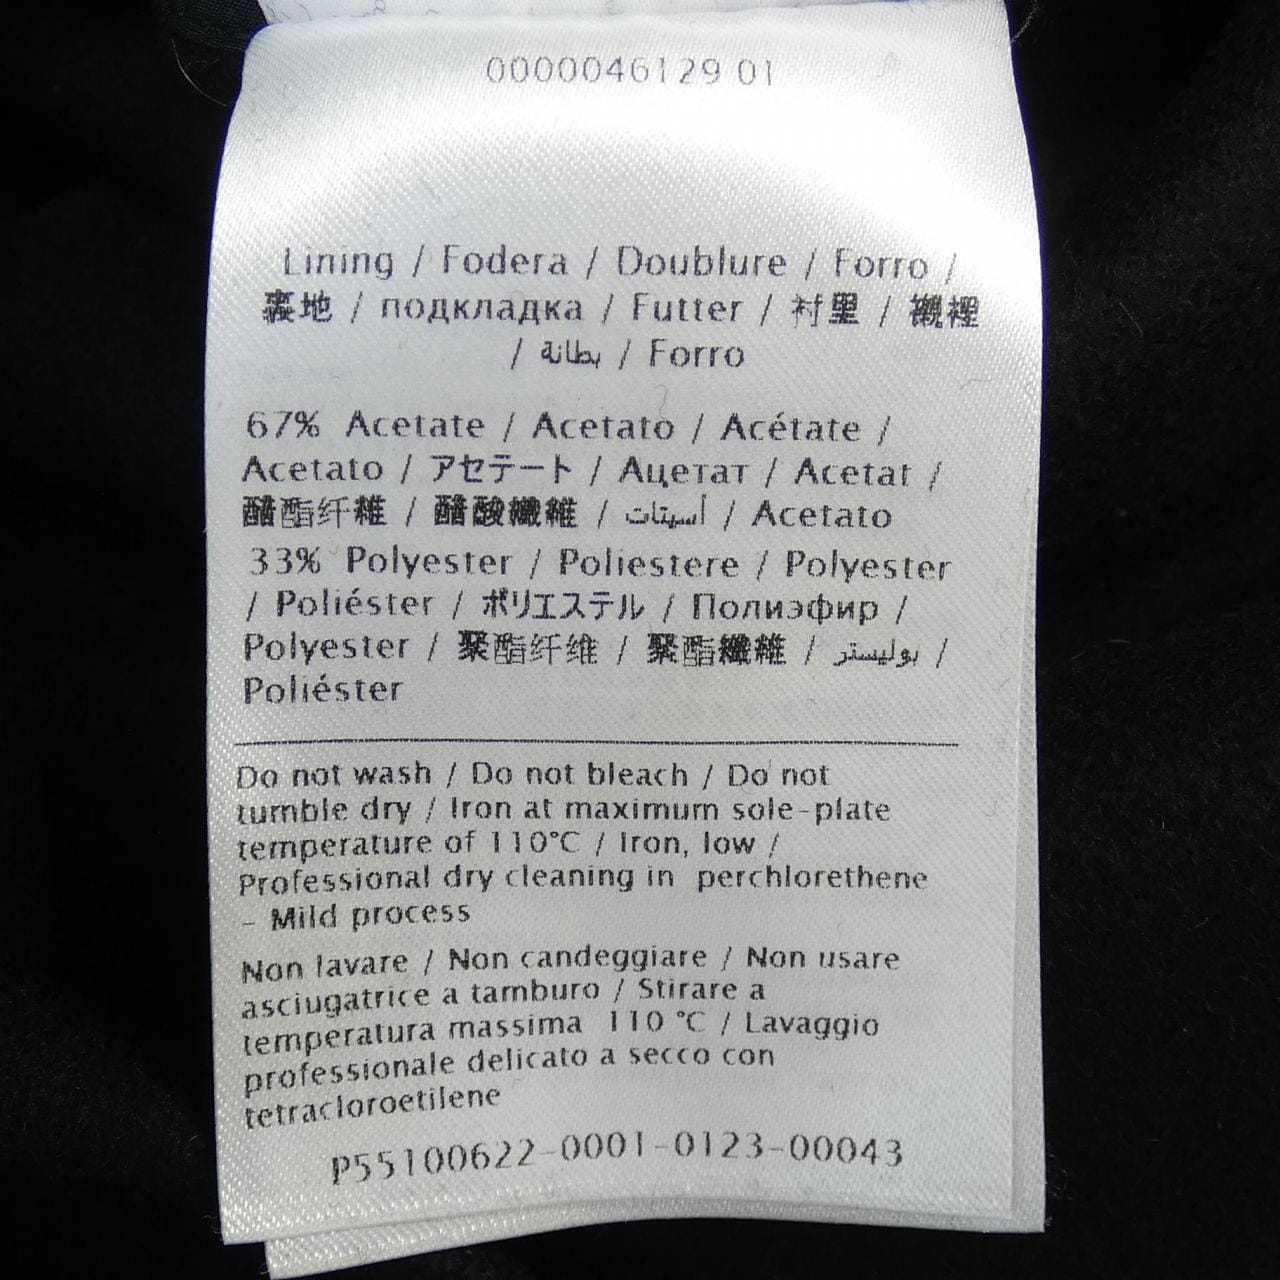 0000046129 01
Lining / Fodera / Doublure / Forro /
裏地 / подкладка / Futter / 衬里 / 襯裡
/ بطانة / Forro
67% Acetate / Acetato / Acétate /
Acetato / アセテート / Ацетат / Acetat /
醋酯纤维 / 醋酸纖維 / أسيتات / Acetato
33% Polyester / Poliestere / Polyester
/ Poliéster / ポリエステル / Полиэфир /
Polyester / 聚酯纤维 / 聚酯纖維 / بوليستر /
Poliéster
Do not wash / Do not bleach / Do not
tumble dry / Iron at maximum sole-plate
temperature of 110°C / Iron, low /
Professional dry cleaning in perchlorethene
- Mild process
Non lavare / Non candeggiare / Non usare
asciugatrice a tamburo / Stirare a
temperatura massima 110 °C / Lavaggio
professionale delicato a secco con
tetracloroetilene
P55100622-0001-0123-00043